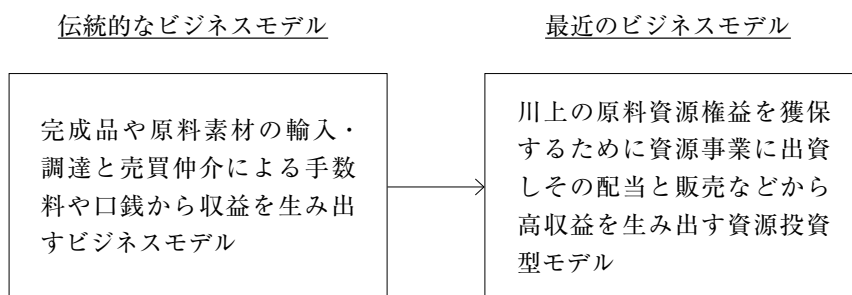 伝統的なビジネスモデル
完成品や原料素材の輸入・
調達と売買仲介による手数
料や口銭から収益を生み出
すビジネスモデル
最近のビジネスモデル
川上の原料資源権益を獲保
するために資源事業に出資
しその配当と販売などから
高収益を生み出す資源投資
型モデル